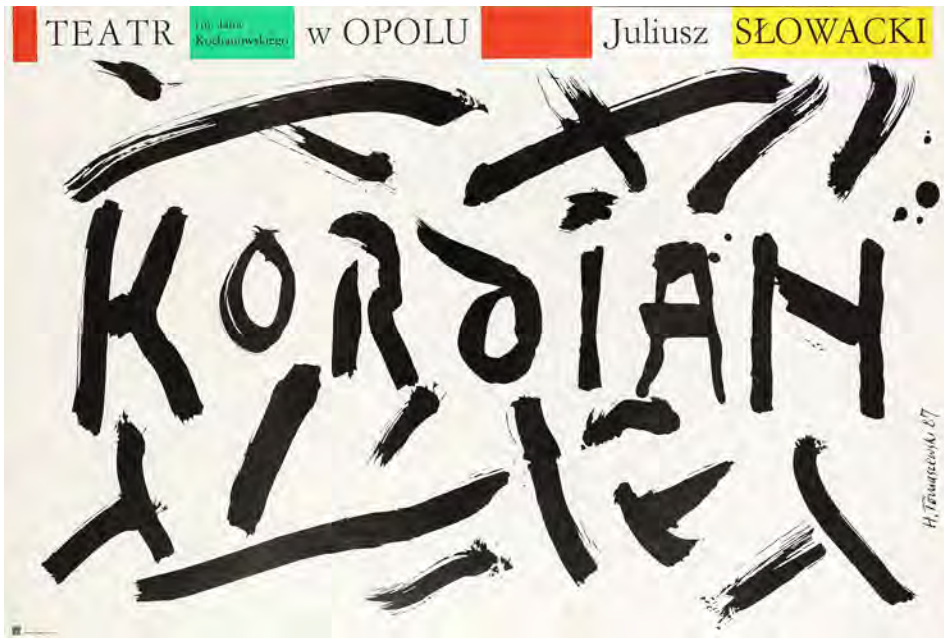 TEATR im. Jana Kochanowskiego w OPOLU Juliusz SŁOWACKI
KORDIAN
H. Tomaszewski 87